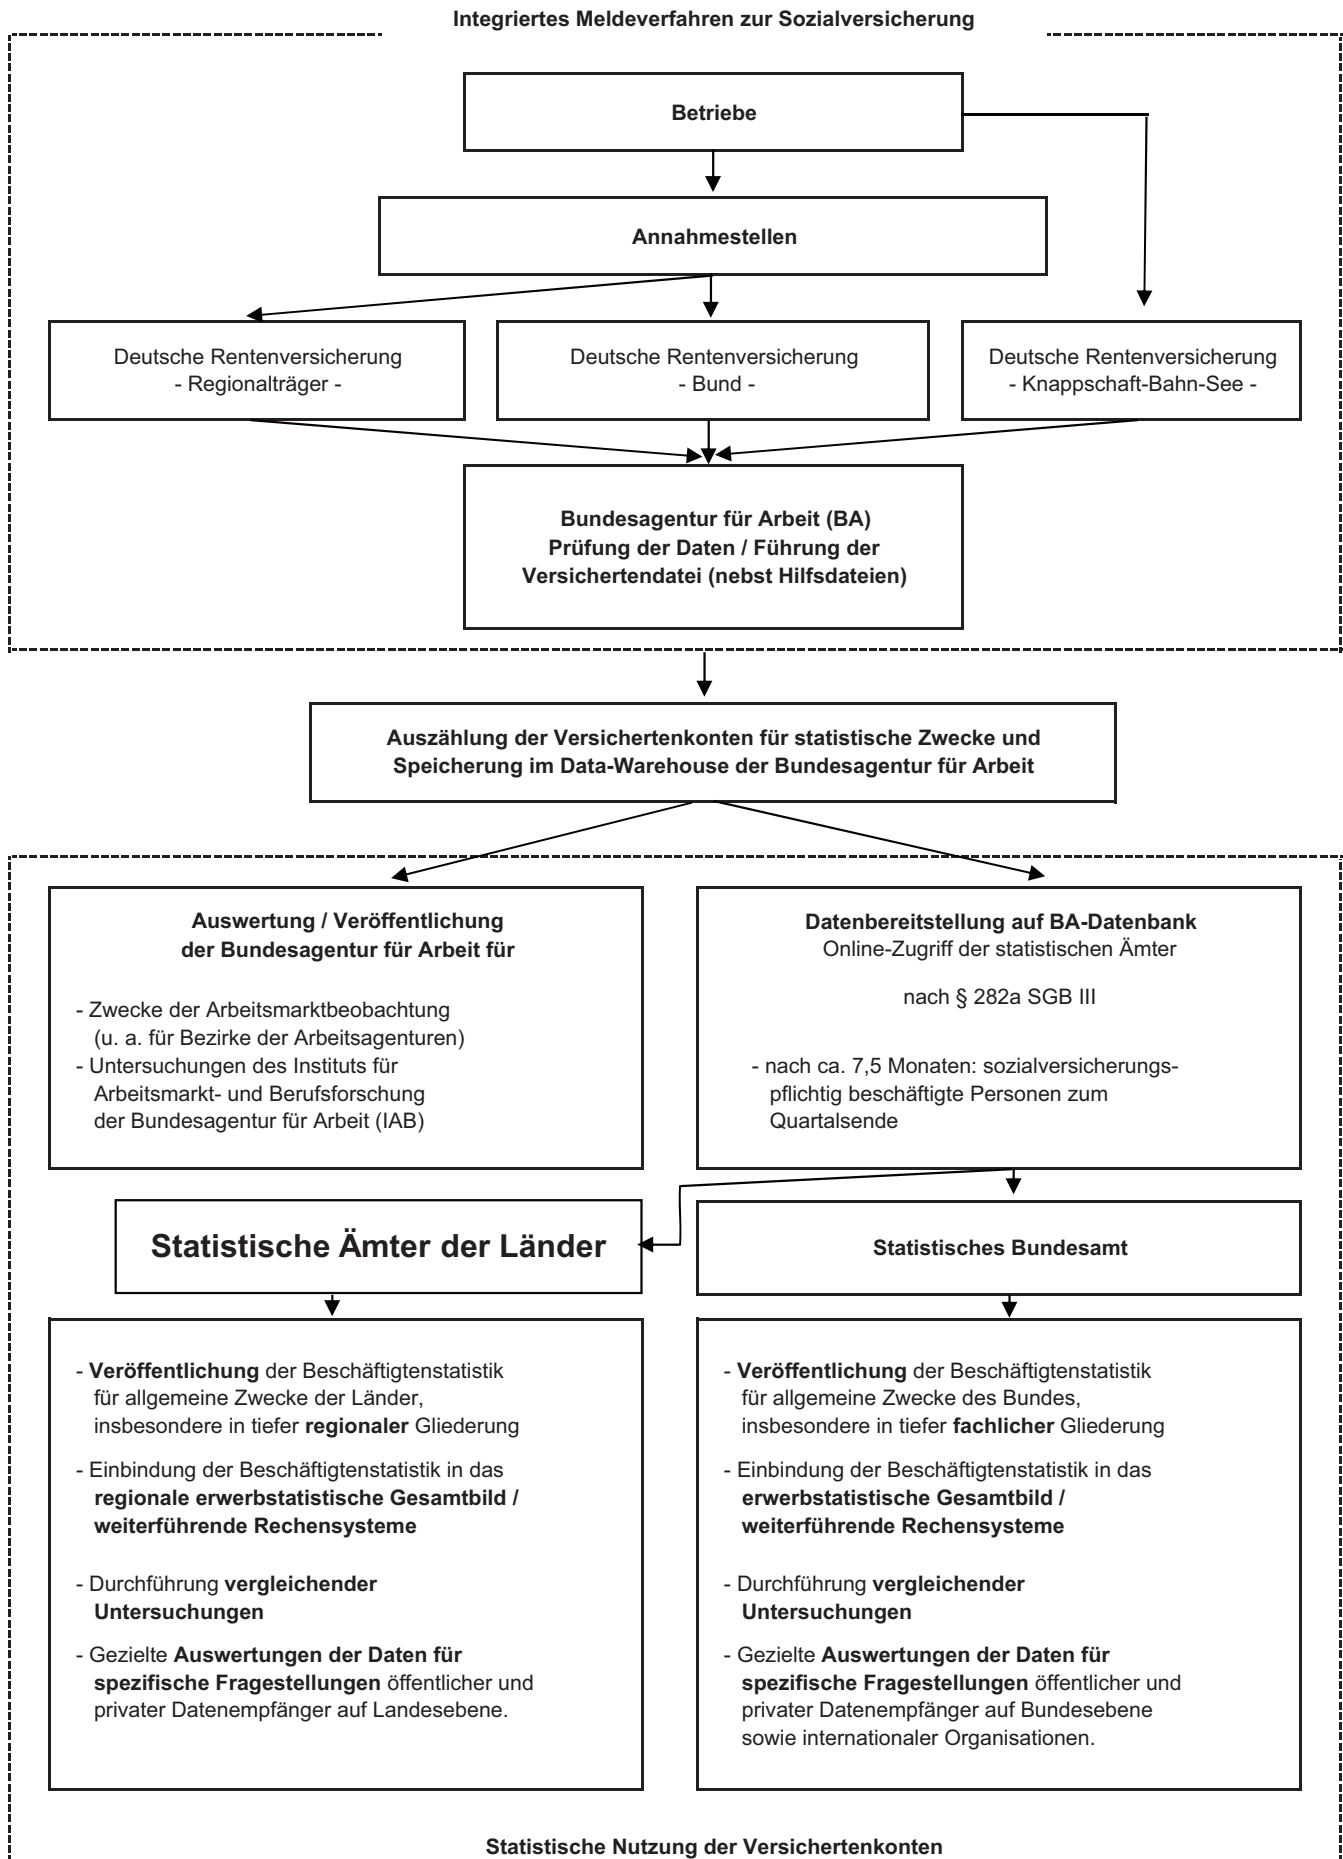 Integriertes Meldeverfahren zur Sozialversicherung
Betriebe
Annahmestellen
Deutsche Rentenversicherung
- Regionalträger -
Deutsche Rentenversicherung
- Bund -
Deutsche Rentenversicherung
- Knappschaft-Bahn-See -
Bundesagentur für Arbeit (BA)
Prüfung der Daten / Führung der
Versichertendatei (nebst Hilfsdateien)
Auszählung der Versichertenkonten für statistische Zwecke und
Speicherung im Data-Warehouse der Bundesagentur für Arbeit
Auswertung / Veröffentlichung
der Bundesagentur für Arbeit für
- Zwecke der Arbeitsmarktbeobachtung
(u. a. für Bezirke der Arbeitsagenturen)
- Untersuchungen des Instituts für
Arbeitsmarkt- und Berufsforschung
der Bundesagentur für Arbeit (IAB)
Datenbereitstellung auf BA-Datenbank
Online-Zugriff der statistischen Ämter
nach § 282a SGB III
- nach ca. 7,5 Monaten: sozialversicherungs-
pflichtig beschäftigte Personen zum
Quartalsende
Statistische Ämter der Länder
Statistisches Bundesamt
- Veröffentlichung der Beschäftigtenstatistik
für allgemeine Zwecke der Länder,
insbesondere in tiefer regionaler Gliederung
- Einbindung der Beschäftigtenstatistik in das
regionale erwerbstatistische Gesamtbild /
weiterführende Rechensysteme
- Durchführung vergleichender
Untersuchungen
- Gezielte Auswertungen der Daten für
spezifische Fragestellungen öffentlicher und
privater Datenempfänger auf Landesebene.
- Veröffentlichung der Beschäftigtenstatistik
für allgemeine Zwecke des Bundes,
insbesondere in tiefer fachlicher Gliederung
- Einbindung der Beschäftigtenstatistik in das
erwerbstatistische Gesamtbild /
weiterführende Rechensysteme
- Durchführung vergleichender
Untersuchungen
- Gezielte Auswertungen der Daten für
spezifische Fragestellungen öffentlicher und
privater Datenempfänger auf Bundesebene
sowie internationaler Organisationen.
Statistische Nutzung der Versichertenkonten